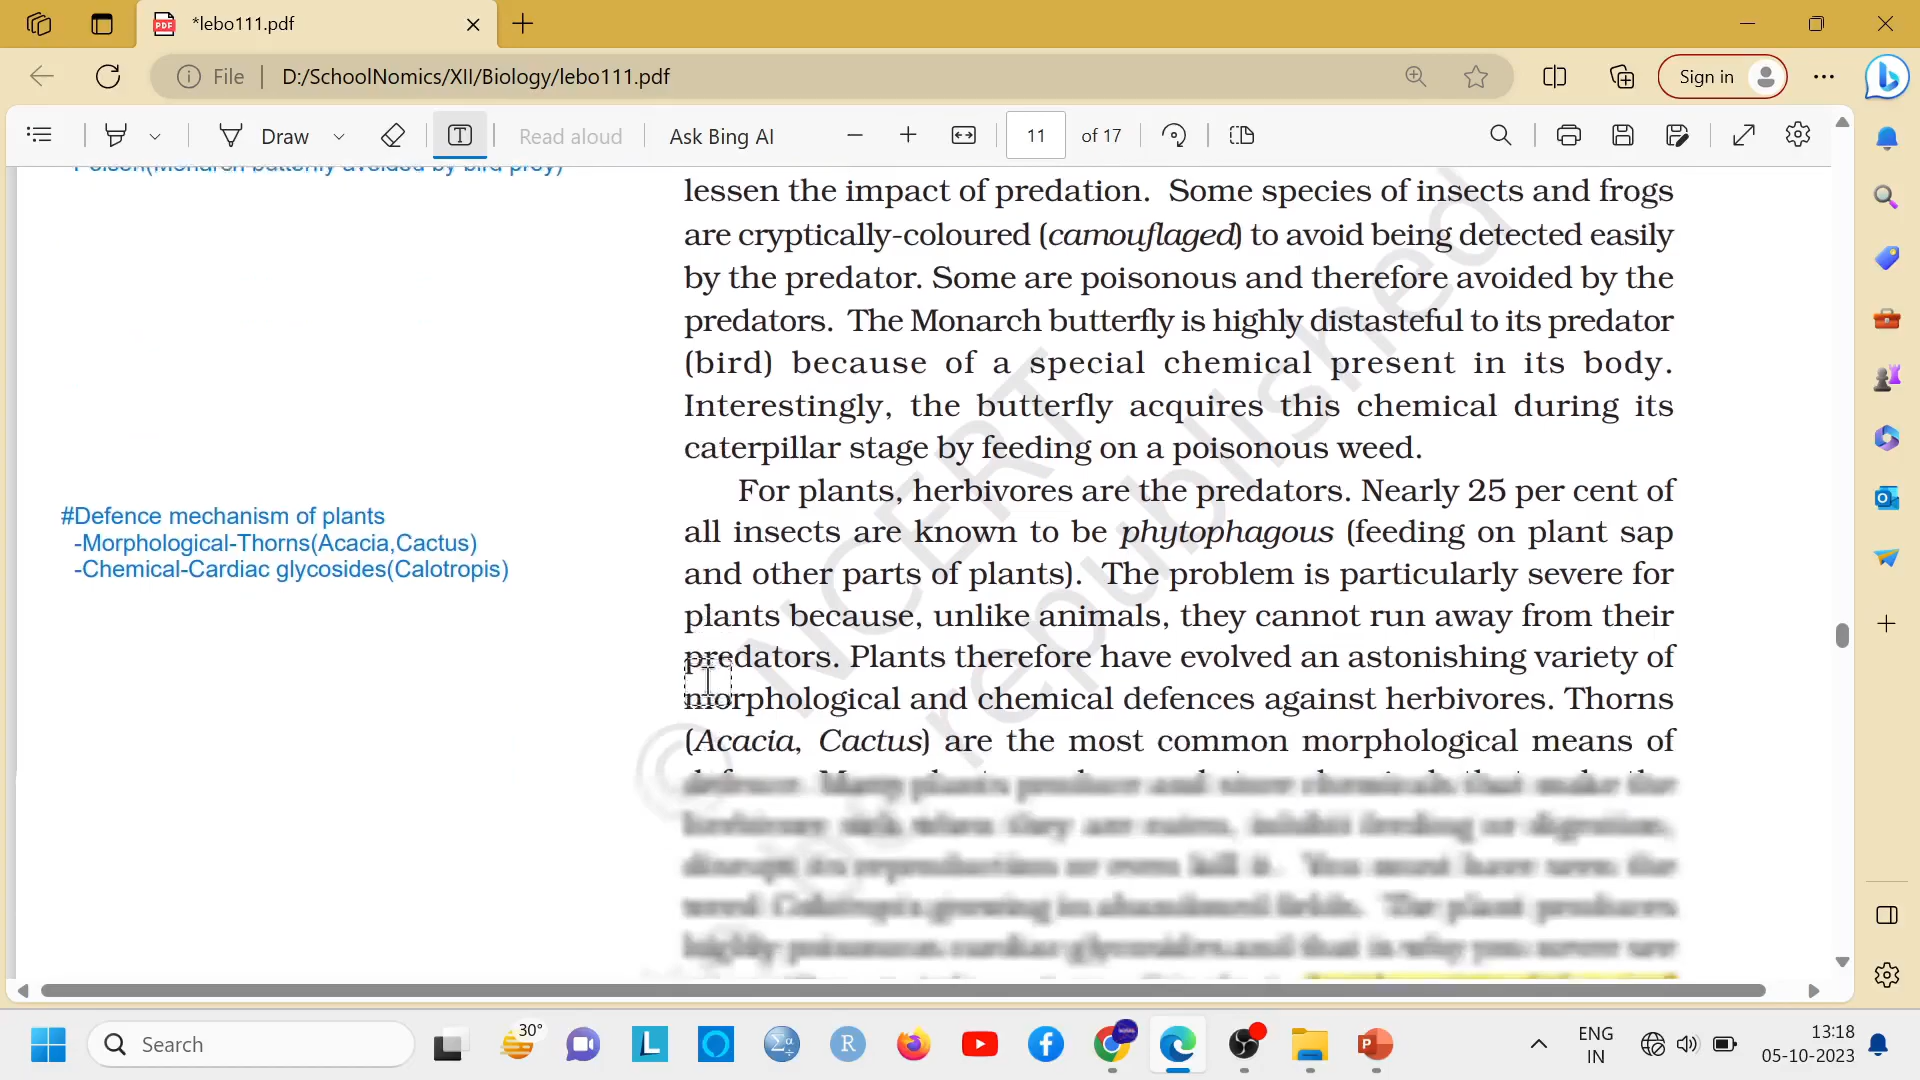 *lebo111.pdf
File
D:/SchoolNomics/XII/Biology/lebo111.pdf
Sign in
Draw
Read aloud
Ask Bing AI
11 of 17
-Poison(Monarch butterfly avoided by bird prey)
lessen the impact of predation. Some species of insects and frogs
are cryptically-coloured (camouflaged) to avoid being detected easily
by the predator. Some are poisonous and therefore avoided by the
predators. The Monarch butterfly is highly distasteful to its predator
(bird) because of a special chemical present in its body.
Interestingly, the butterfly acquires this chemical during its
caterpillar stage by feeding on a poisonous weed.
For plants, herbivores are the predators. Nearly 25 per cent of
all insects are known to be phytophagous (feeding on plant sap
and other parts of plants). The problem is particularly severe for
plants because, unlike animals, they cannot run away from their
predators. Plants therefore have evolved an astonishing variety of
morphological and chemical defences against herbivores. Thorns
(Acacia, Cactus) are the most common morphological means of
#Defence mechanism of plants
-Morphological-Thorns(Acacia,Cactus)
-Chemical-Cardiac glycosides(Calotropis)
© NCERT
republished
Search
30°
ENG
IN
13:18
05-10-2023